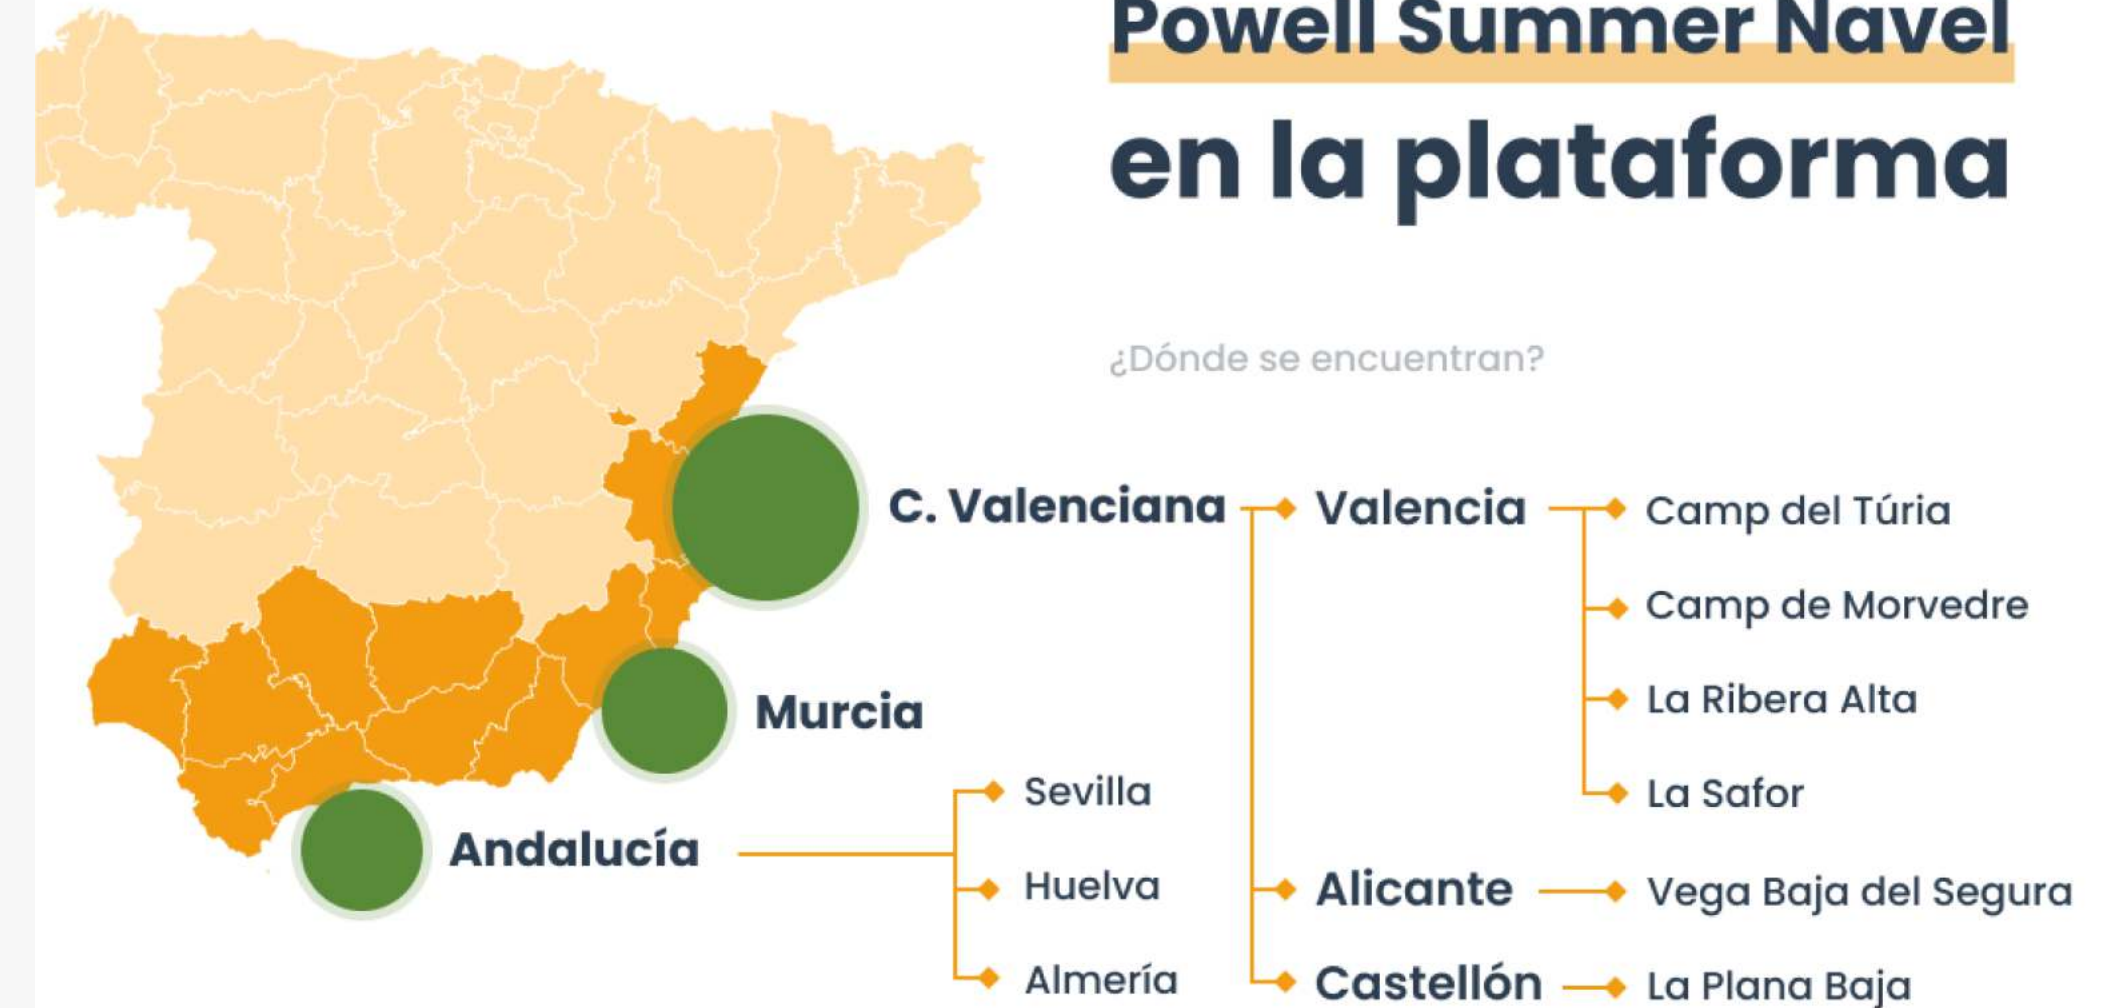 Powell Summer Navel
en la plataforma
¿Dónde se encuentran?
C. Valenciana
Valencia
Camp del Túria
Camp de Morvedre
La Ribera Alta
La Safor
Alicante
Vega Baja del Segura
Castellón
La Plana Baja
Murcia
Andalucía
Sevilla
Huelva
Almería